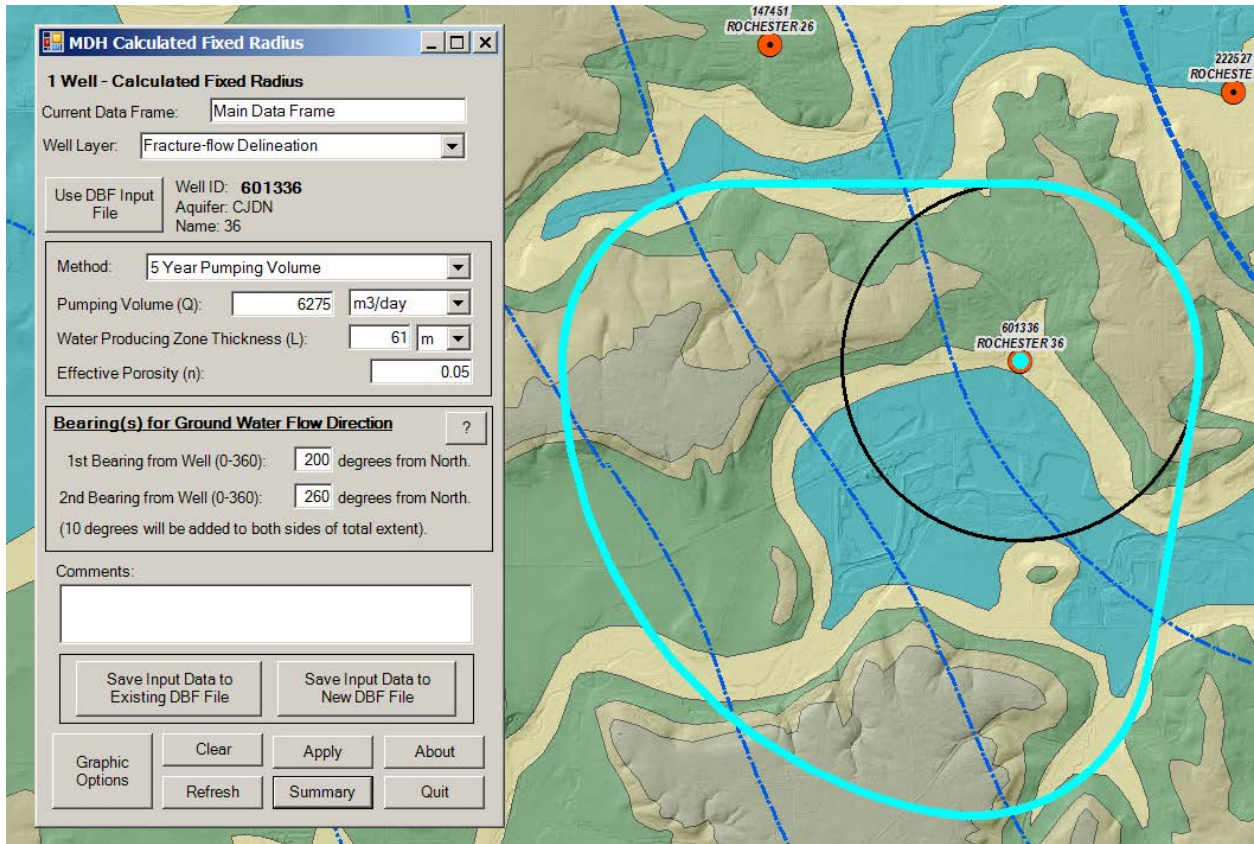 MDH Calculated Fixed Radius
1 Well - Calculated Fixed Radius
Current Data Frame: Main Data Frame
Well Layer: Fracture-flow Delineation
Use DBF Input
File
Well ID: 601336
Aquifer: CJDN
Name: 36
Method: 5 Year Pumping Volume
Pumping Volume (Q): 6275 m3/day
Water Producing Zone Thickness (L): 61 m
Effective Porosity (n): 0.05
Bearing(s) for Ground Water Flow Direction ?
1st Bearing from Well (0-360): 200 degrees from North.
2nd Bearing from Well (0-360): 260 degrees from North.
(10 degrees will be added to both sides of total extent).
Comments:
Save Input Data to
Existing DBF File
Save Input Data to
New DBF File
Graphic
Options
Clear
Apply
About
Refresh
Summary
Quit
147451
ROCHESTER 26
222527
ROCHESTE
601336
ROCHESTER 36